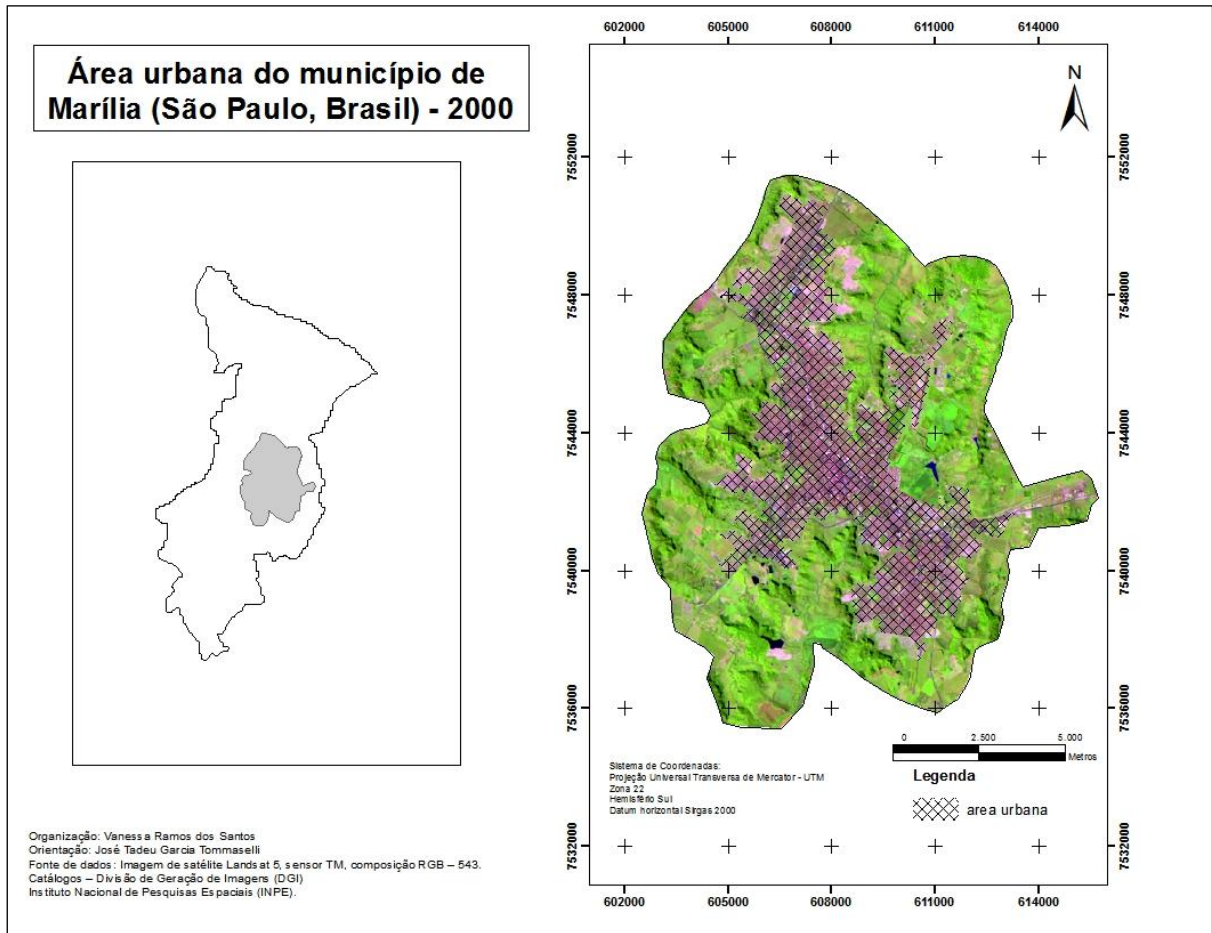 Área urbana do município de
Marília (São Paulo, Brasil) - 2000
602000 605000 608000 611000 614000
N
7552000 7552000
7548000 7548000
7544000 7544000
7540000 7540000
7536000 7536000
7532000 7532000
0 2.500 5.000
Metros
Sistema de Coordenadas:
Projeção Universal Transversa de Mercator - UTM
Zona 22
Hemisfério Sul
Datum horizontal Sirgas 2000
Legenda
area urbana
602000 605000 608000 611000 614000
Organização: Vanessa Ramos dos Santos
Orientação: José Tadeu Garcia Tommaselli
Fonte de dados: Imagem de satélite Landsat 5, sensor TM, composição RGB – 543.
Catálogos – Divisão de Geração de Imagens (DGI)
Instituto Nacional de Pesquisas Espaciais (INPE).